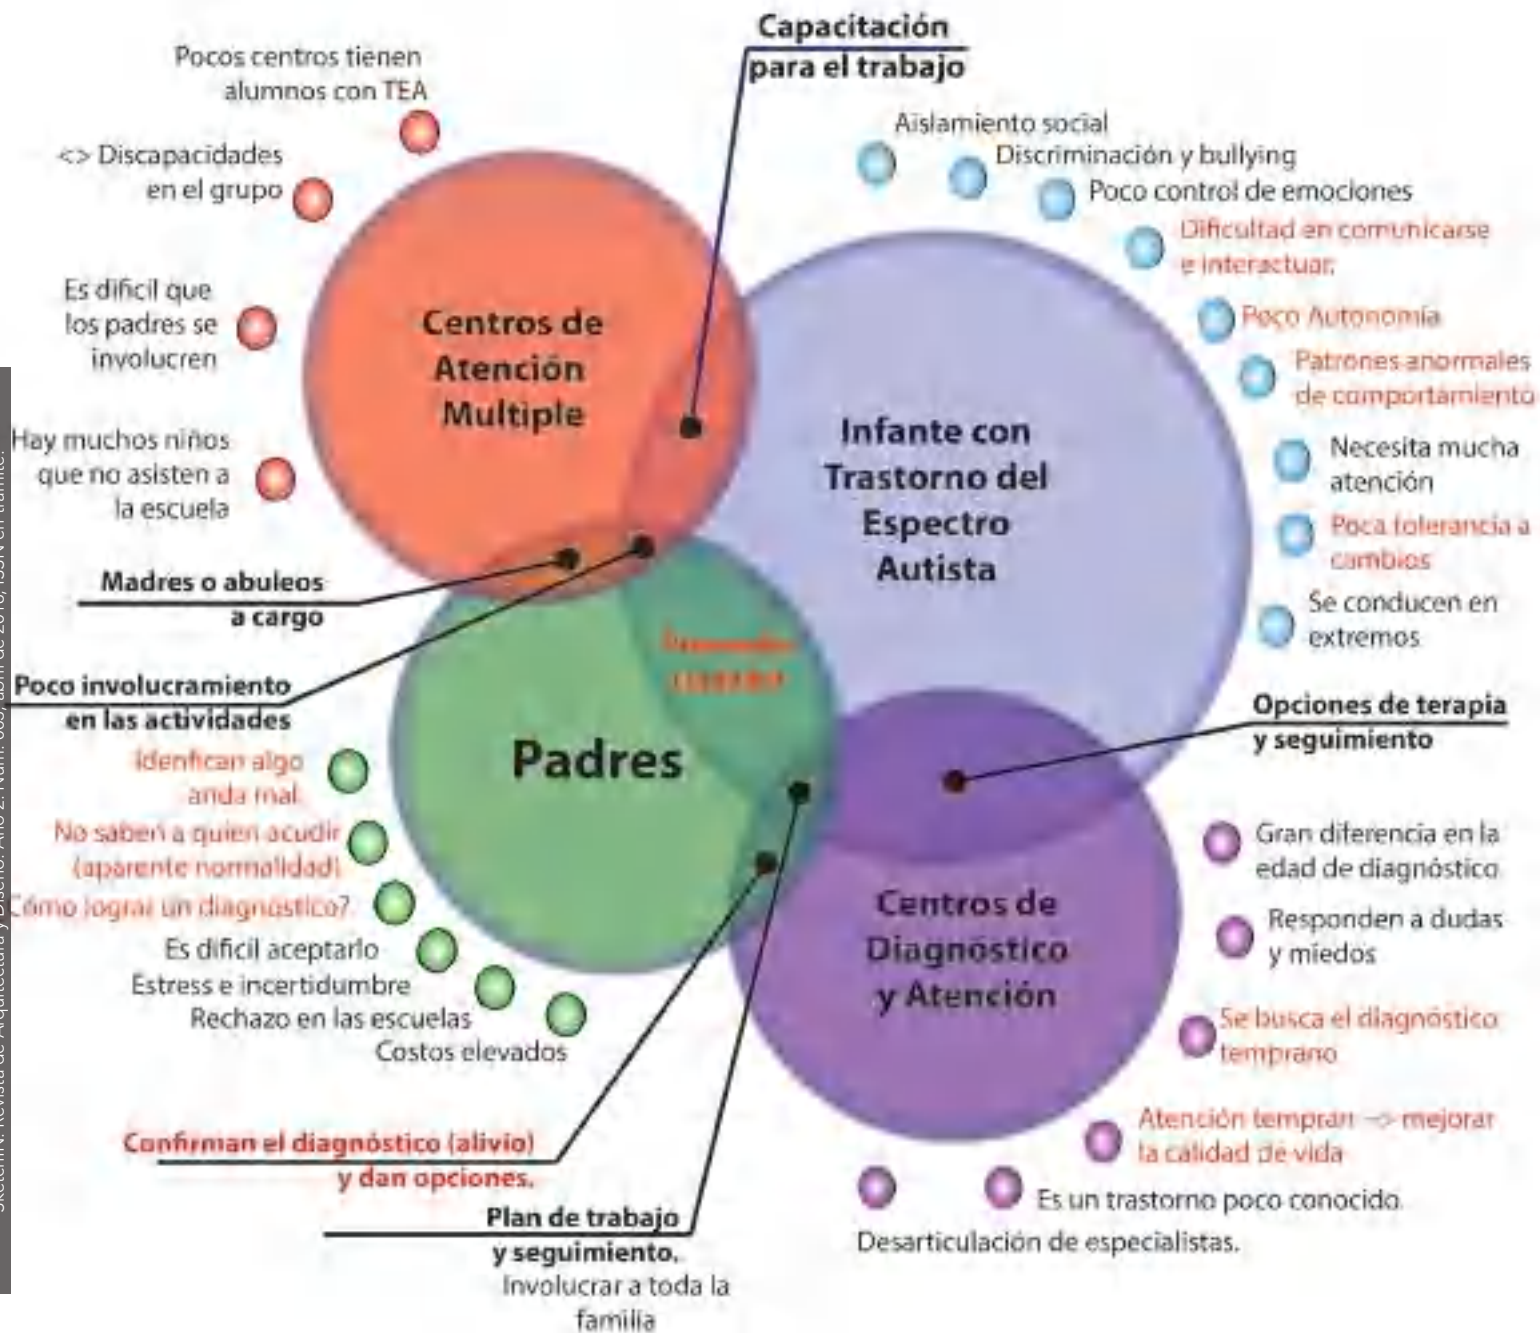 Capacitación
para el trabajo
Pocos centros tienen
alumnos con TEA
<> Discapacidades
en el grupo
Es dificil que
los padres se
involucren
Hay muchos niños
que no asisten a
la escuela
Madres o abuleos
a cargo
Poco involucramiento
en las actividades
Centros de
Atención
Multiple
Aislamiento social
Discriminación y bullying
Poco control de emociones
Dificultad en comunicarse
e interactuar.
Poco Autonomía
Patrones anormales
de comportamiento
Necesita mucha
atención
Poca tolerancia a
cambios
Se conducen en
extremos
Infante con
Trastorno del
Espectro
Autista
Opciones de terapia
y seguimiento
Padres
Idenfican algo
anda mal.
No saben a quien acudir
(aparente normalidad)
Cómo lograr un diagnóstico?.
Es dificil aceptarlo
Estress e incertidumbre
Rechazo en las escuelas
Costos elevados
Confirman el diagnóstico (alivio)
y dan opciones.
Plan de trabajo
y seguimiento.
Involucrar a toda la
familia
Centros de
Diagnóstico
y Atención
Gran diferencia en la
edad de diagnóstico
Responden a dudas
y miedos
Se busca el diagnóstico
temprano
Atención tempran -> mejorar
la calidad de vida
Es un trastorno poco conocido.
Desarticulación de especialistas.